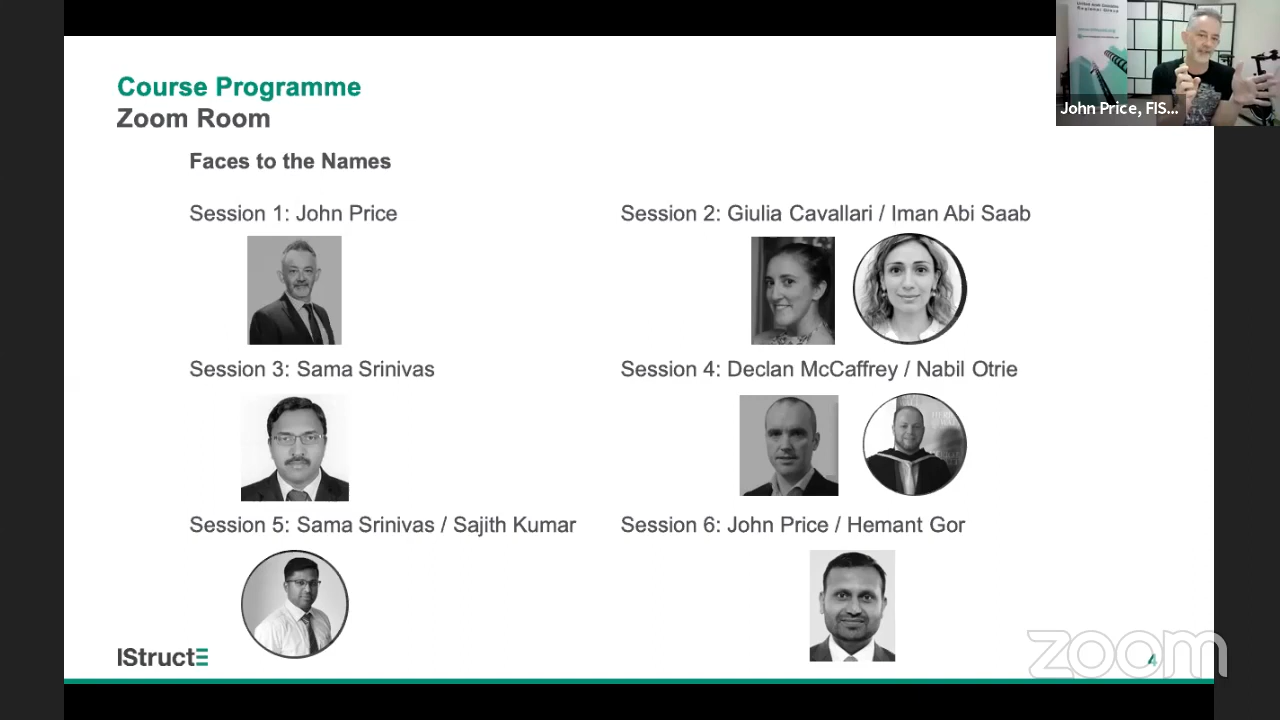 Course Programme
Zoom Room
Faces to the Names
Session 1: John Price
Session 2: Giulia Cavallari / Iman Abi Saab
Session 3: Sama Srinivas
Session 4: Declan McCaffrey / Nabil Otrie
Session 5: Sama Srinivas / Sajith Kumar
Session 6: John Price / Hemant Gor
IStructE
4
zoom
John Price, FIS...